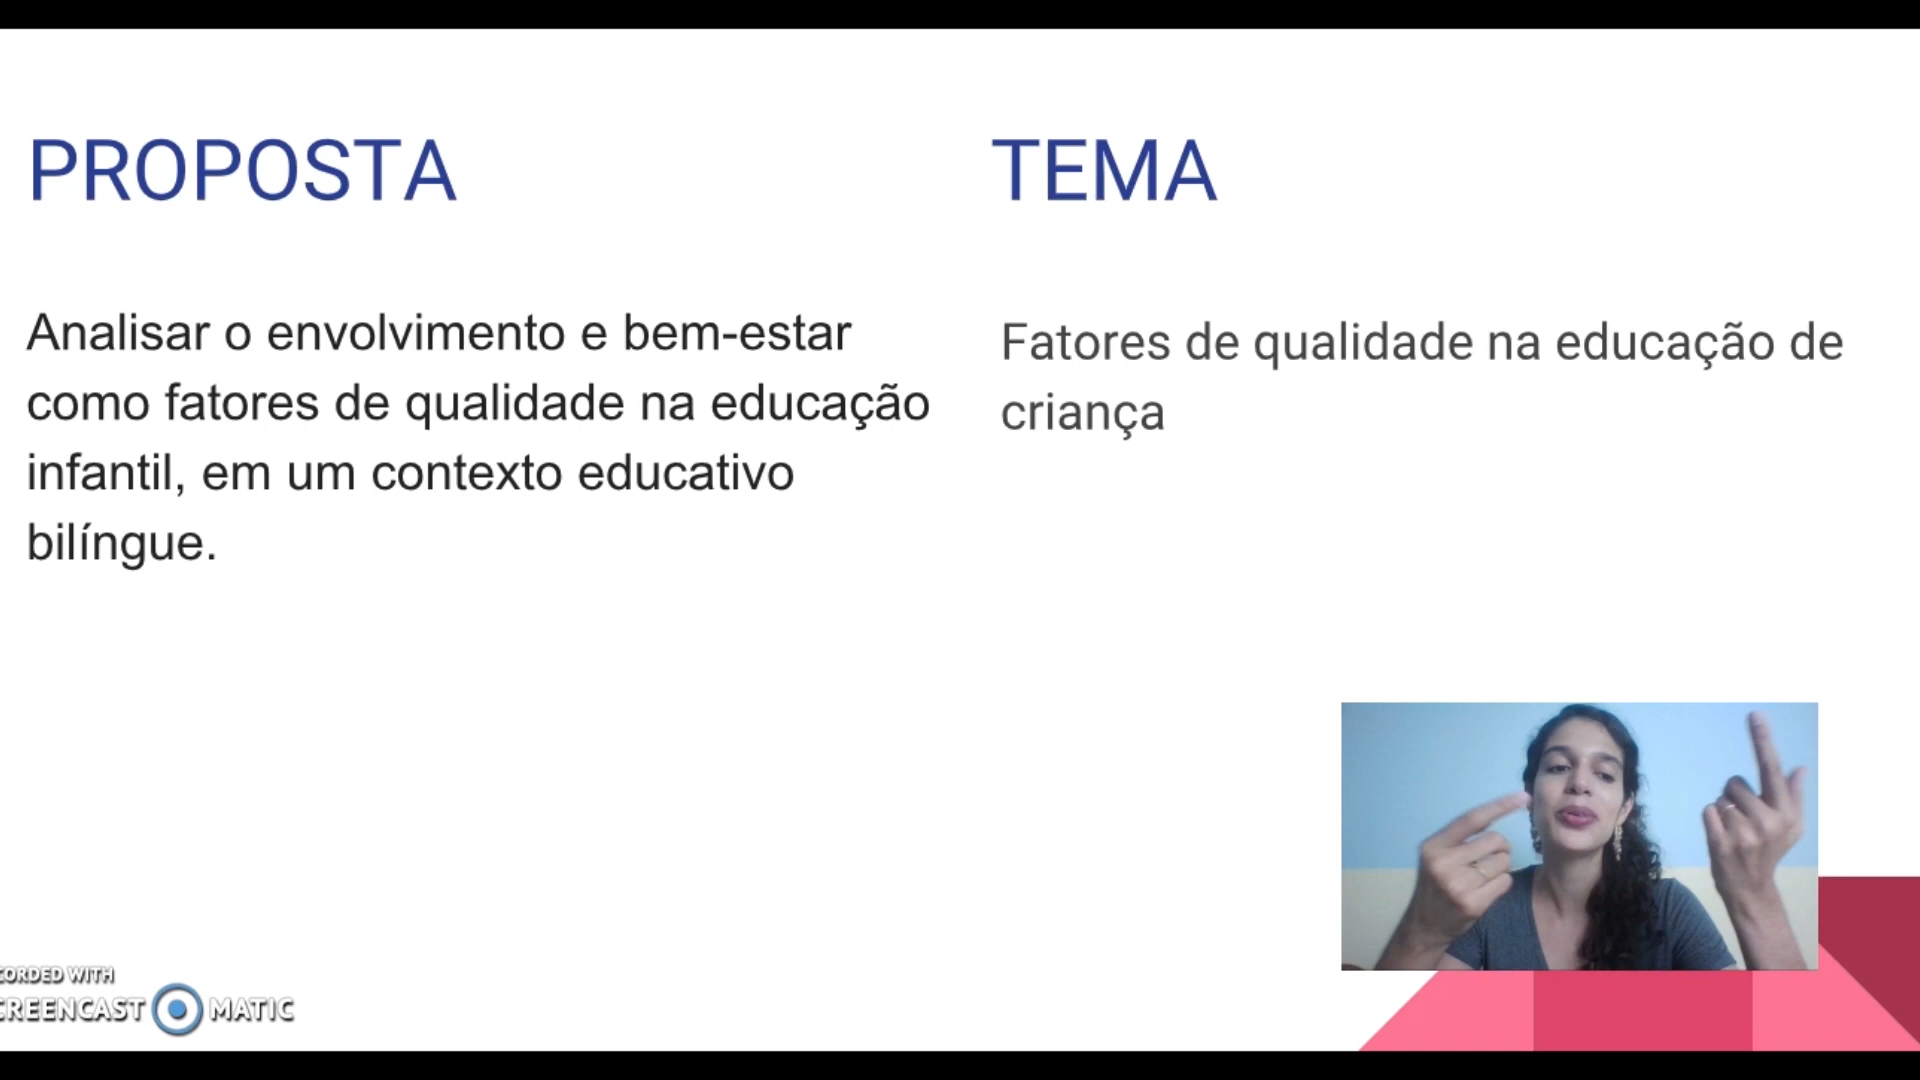 PROPOSTA
Analisar o envolvimento e bem-estar
como fatores de qualidade na educação
infantil, em um contexto educativo
bilíngue.
TEMA
Fatores de qualidade na educação de
criança
CORDED WITH
CREENCAST MATIC